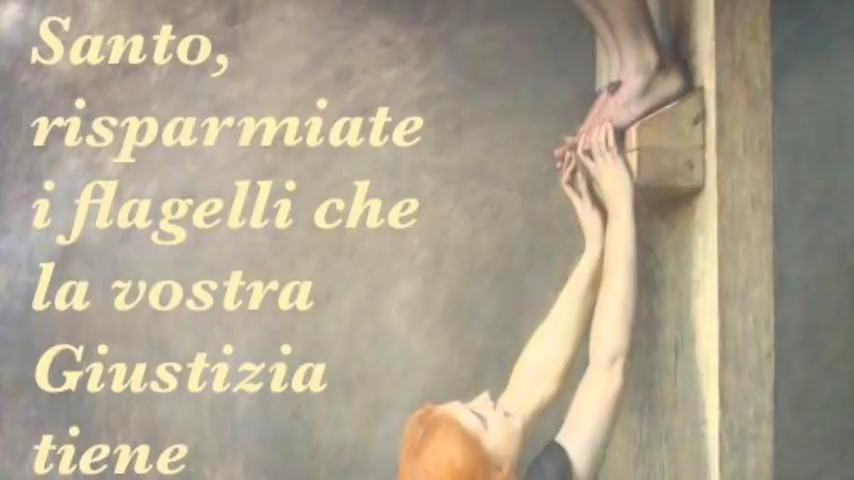 Santo,
risparmiate
i flagelli che
la vostra
Giustizia
tiene